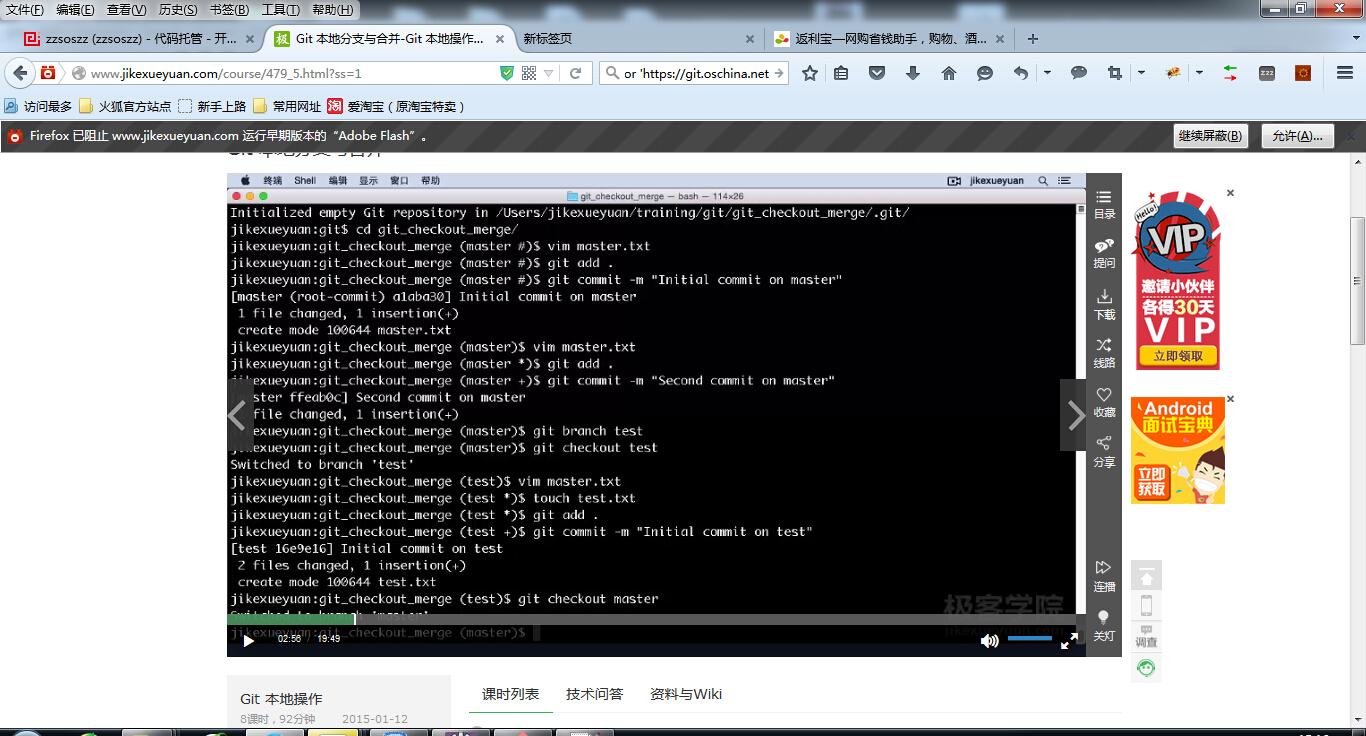 文件(F) 编辑(E) 查看(V) 历史(S) 书签(B) 工具(T) 帮助(H)
zzsoszz (zzsoszz) - 代码托管 - 开... Git 本地分支与合并-Git 本地操作... 新标签页 返利宝—网购省钱助手，购物、酒...
www.jikexueyuan.com/course/479_5.html?ss=1 or 'https://git.oschina.net
访问最多 火狐官方站点 新手上路 常用网址 爱淘宝（原淘宝特卖）
Firefox 已阻止 www.jikexueyuan.com 运行早期版本的“Adobe Flash”。 继续屏蔽(B) 允许(A)...
Git 本地分支与合并
终端 Shell 编辑 显示 窗口 帮助 jikexueyuan
git_checkout_merge — bash — 114×26
Initialized empty Git repository in /Users/jikexueyuan/training/git/git_checkout_merge/.git/
jikexueyuan:git$ cd git_checkout_merge/
jikexueyuan:git_checkout_merge (master #)$ vim master.txt
jikexueyuan:git_checkout_merge (master #)$ git add .
jikexueyuan:git_checkout_merge (master #)$ git commit -m "Initial commit on master"
[master (root-commit) a1aba30] Initial commit on master
1 file changed, 1 insertion(+)
create mode 100644 master.txt
jikexueyuan:git_checkout_merge (master)$ vim master.txt
jikexueyuan:git_checkout_merge (master *)$ git add .
jikexueyuan:git_checkout_merge (master +)$ git commit -m "Second commit on master"
[master ffeab0c] Second commit on master
file changed, 1 insertion(+)
jikexueyuan:git_checkout_merge (master)$ git branch test
jikexueyuan:git_checkout_merge (master)$ git checkout test
Switched to branch 'test'
jikexueyuan:git_checkout_merge (test)$ vim master.txt
jikexueyuan:git_checkout_merge (test *)$ touch test.txt
jikexueyuan:git_checkout_merge (test *)$ git add .
jikexueyuan:git_checkout_merge (test +)$ git commit -m "Initial commit on test"
[test 16e9e16] Initial commit on test
2 files changed, 1 insertion(+)
create mode 100644 test.txt
jikexueyuan:git_checkout_merge (test)$ git checkout master
Switched to branch 'master'
jikexueyuan:git_checkout_merge (master)$
极客学院
jikexueyuan.com
02:56 19:49
目录
提问
下载
线路
收藏
分享
连播
关灯
Hello!
VIP
邀请小伙伴
各得30天
VIP
立即领取
Android
面试宝典
立即
获取
调查
Git 本地操作
8课时，92分钟 2015-01-12
课时列表 技术问答 资料与Wiki